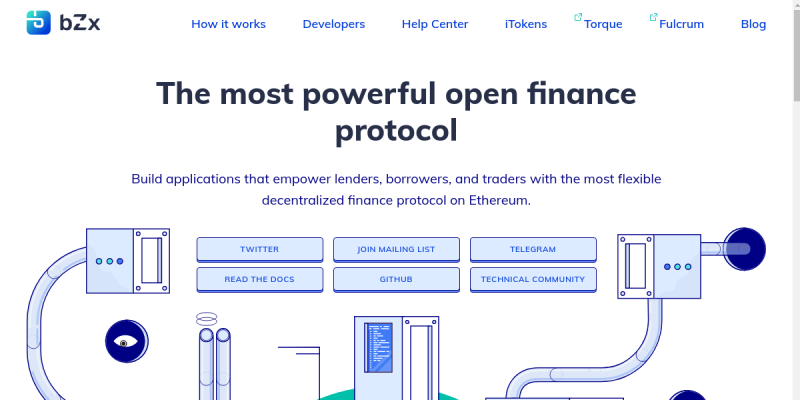 bZx
How it works
Developers
Help Center
iTokens
Torque
Fulcrum
Blog
The most powerful open finance
protocol
Build applications that empower lenders, borrowers, and traders with the most flexible
decentralized finance protocol on Ethereum.
TWITTER
JOIN MAILING LIST
TELEGRAM
READ THE DOCS
GITHUB
TECHNICAL COMMUNITY